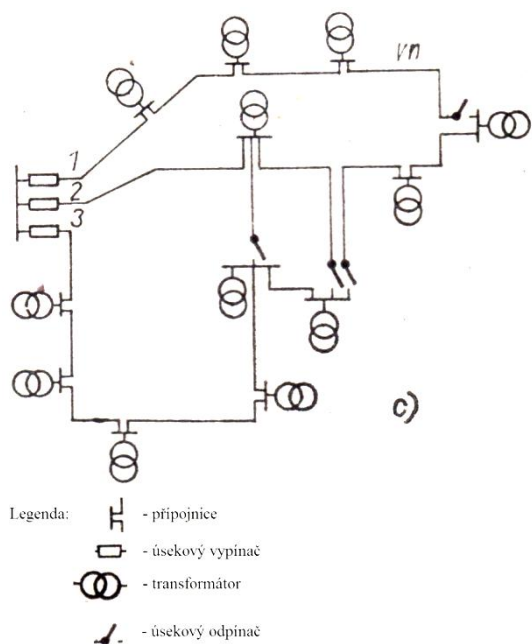 vn
1
2
3
c)
Legenda:
- přípojnice
- úsekový vypínač
- transformátor
- úsekový odpínač